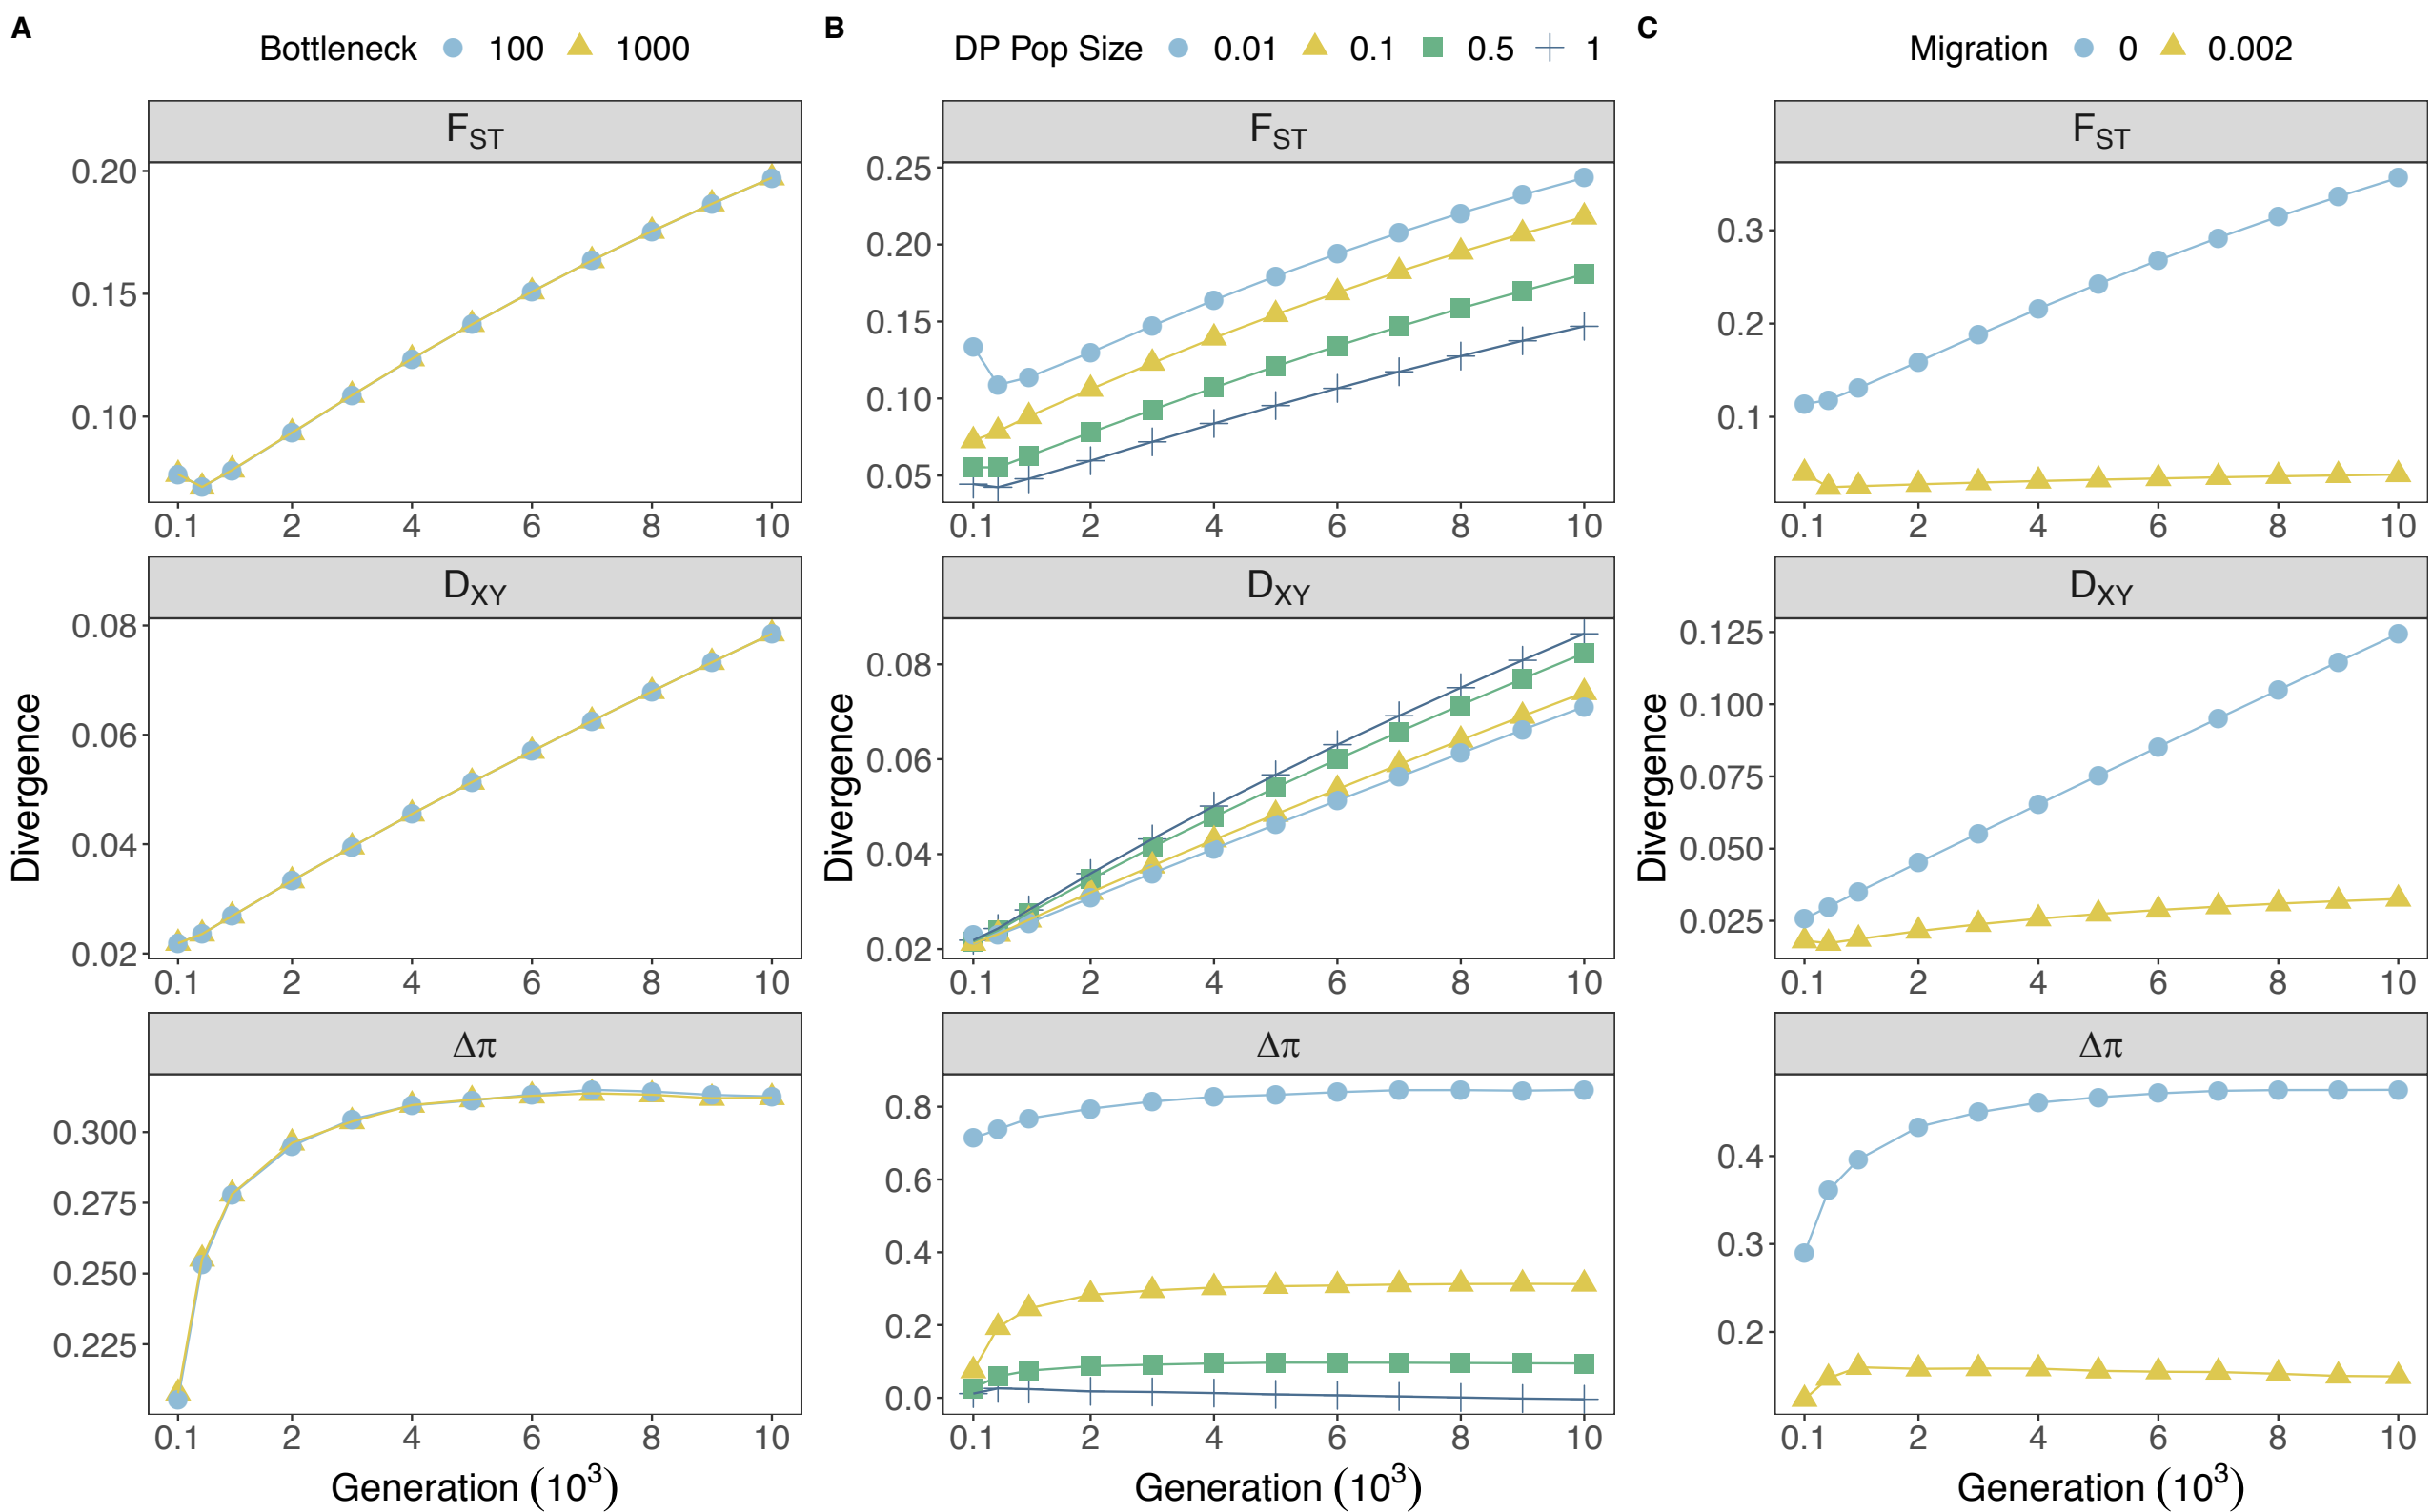 A
Bottleneck 100 1000
F_ST
0.20
0.15
0.10
0.1 2 4 6 8 10
D_XY
0.08
0.06
0.04
0.02
0.1 2 4 6 8 10
Δπ
0.300
0.275
0.250
0.225
0.1 2 4 6 8 10
Divergence
Generation (10³)
B
DP Pop Size 0.01 0.1 0.5 1
F_ST
0.25
0.20
0.15
0.10
0.05
0.1 2 4 6 8 10
D_XY
0.08
0.06
0.04
0.02
0.1 2 4 6 8 10
Δπ
0.8
0.6
0.4
0.2
0.0
0.1 2 4 6 8 10
Divergence
Generation (10³)
C
Migration 0 0.002
F_ST
0.3
0.2
0.1
0.1 2 4 6 8 10
D_XY
0.125
0.100
0.075
0.050
0.025
0.1 2 4 6 8 10
Δπ
0.4
0.3
0.2
0.1 2 4 6 8 10
Divergence
Generation (10³)